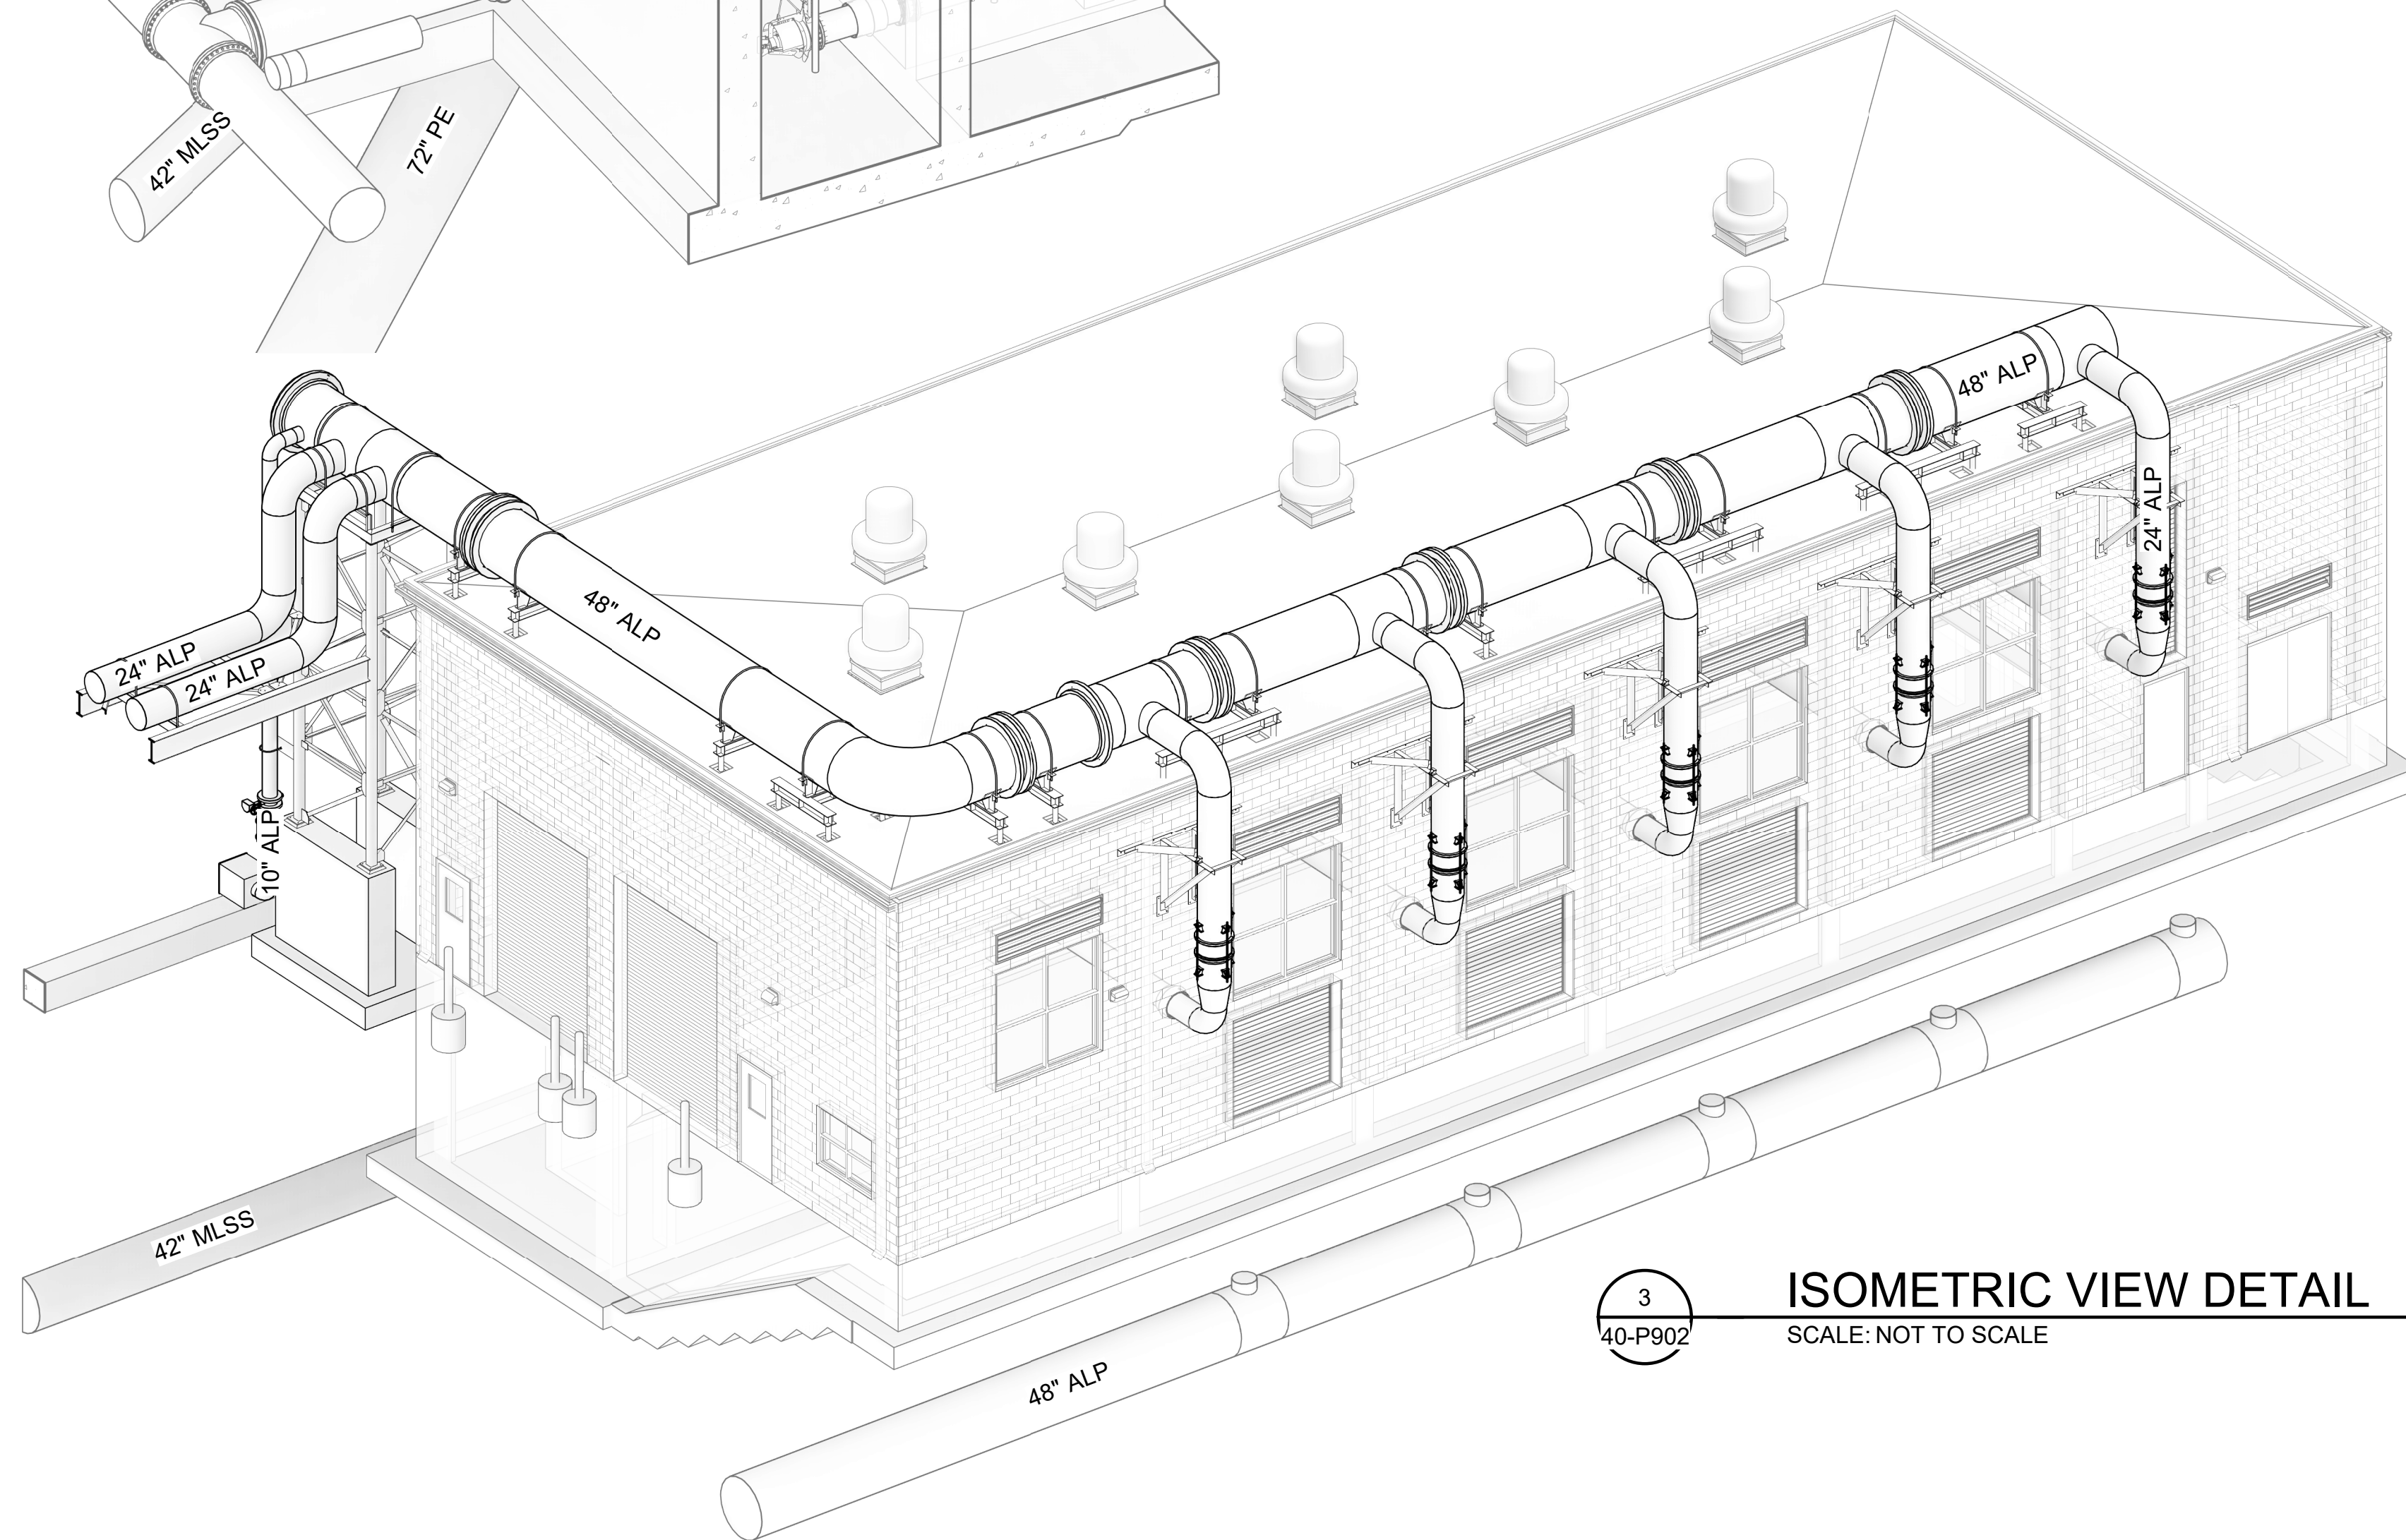 42" MLSS
72" PE
48" ALP
48" ALP
24" ALP
24" ALP
24" ALP
10" ALP
42" MLSS
48" ALP
3
40-P902
ISOMETRIC VIEW DETAIL
SCALE: NOT TO SCALE